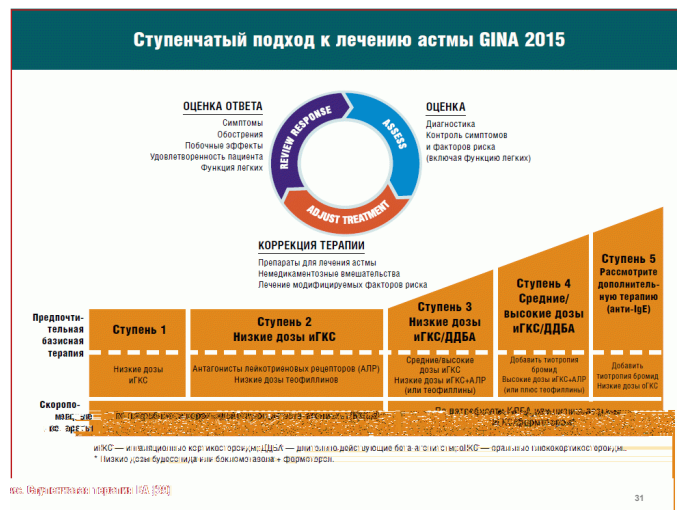 Ступенчатый подход к лечению астмы GINA 2015
ОЦЕНКА ОТВЕТА
Симптомы
Обострения
Побочные эффекты
Удовлетворенность пациента
Функция легких
REVIEW RESPONSE
ASSESS
ADJUST TREATMENT
ОЦЕНКА
Диагностика
Контроль симптомов
и факторов риска
(включая функцию легких)
КОРРЕКЦИЯ ТЕРАПИИ
Препараты для лечения астмы
Немедикаментозные вмешательства
Лечение модифицируемых факторов риска
Предпочти-
тельная
базисная
терапия
Ступень 1
Низкие дозы
иГКС
Ступень 2
Низкие дозы иГКС
Антагонисты лейкотриеновых рецепторов (АЛР)
Низкие дозы теофиллинов
Ступень 3
Низкие дозы
иГКС/ДДБА
Средние/высокие
дозы иГКС
Низкие дозы иГКС+АЛР
(или теофиллины)
Ступень 4
Средние/
высокие дозы
иГКС/ДДБА
Добавить тиотропия
бромид
Высокие дозы иГКС+АЛР
(или плюс теофиллины)
Ступень 5
Рассмотрите
дополнитель-
ную терапию
(анти-IgE)
Добавить
тиотропия бромид
Низкие дозы оГКС
Скоропо-
иГКС — кортикостероиды; ДДБА — действующие
* Низкие дозы + формотерол.
31